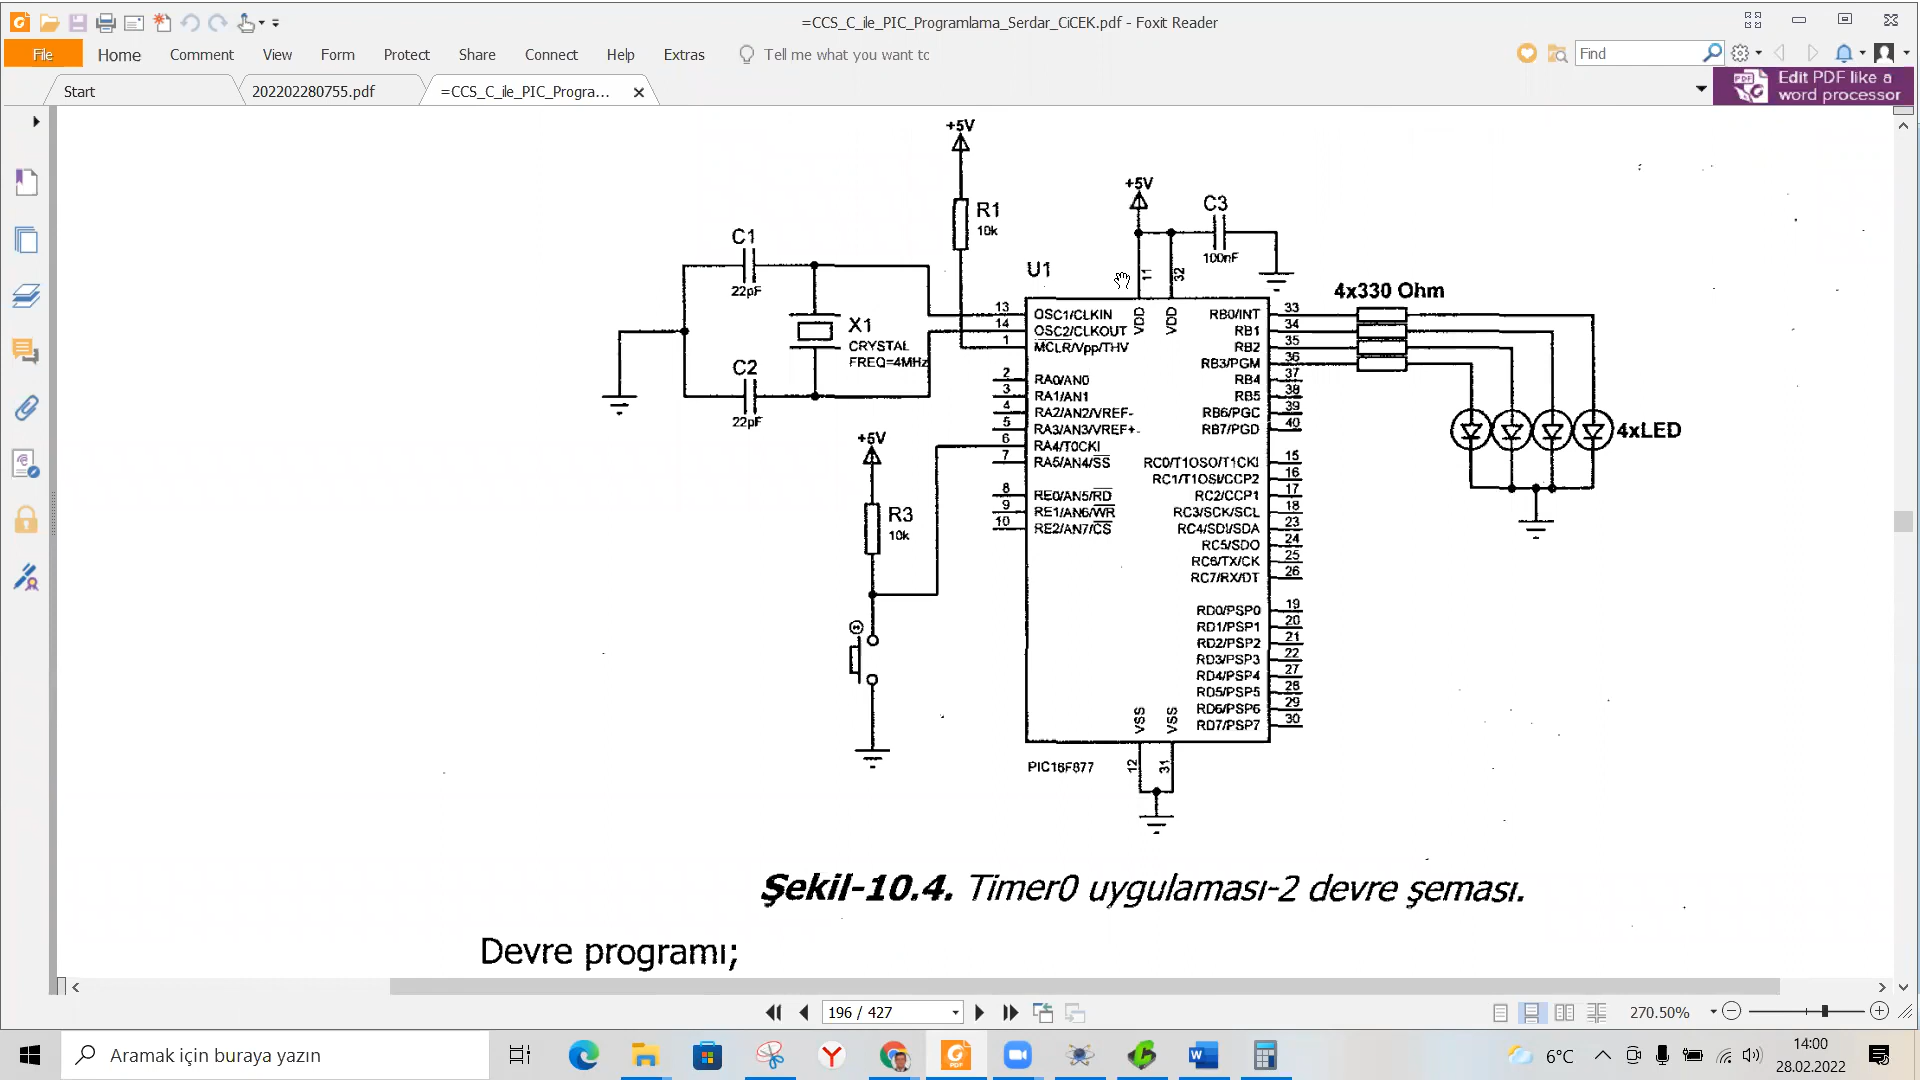 =CCS_C_ile_PIC_Programlama_Serdar_CiCEK.pdf - Foxit Reader
File Home Comment View Form Protect Share Connect Help Extras Tell me what you want to Find
Start 202202280755.pdf =CCS_C_ile_PIC_Progra... Edit PDF like a
word processor
+5V
R1
10k
+5V
C3
100nF
C1
22pF
X1
CRYSTAL
FREQ=4MHz
C2
22pF
+5V
R3
10k
U1
11 32
VDD VDD
13 OSC1/CLKIN
14 OSC2/CLKOUT
1 MCLR/Vpp/THV
2 RA0/AN0
3 RA1/AN1
4 RA2/AN2/VREF-
5 RA3/AN3/VREF+
6 RA4/T0CKI
7 RA5/AN4/SS
8 RE0/AN5/RD
9 RE1/AN6/WR
10 RE2/AN7/CS
RB0/INT 33
RB1 34
RB2 35
RB3/PGM 36
RB4 37
RB5 38
RB6/PGC 39
RB7/PGD 40
RC0/T1OSO/T1CKI 15
RC1/T1OSI/CCP2 16
RC2/CCP1 17
RC3/SCK/SCL 18
RC4/SDI/SDA 23
RC5/SDO 24
RC6/TX/CK 25
RC7/RX/DT 26
RD0/PSP0 19
RD1/PSP1 20
RD2/PSP2 21
RD3/PSP3 22
RD4/PSP4 27
RD5/PSP5 28
RD6/PSP6 29
RD7/PSP7 30
VSS VSS
12 31
PIC16F877
4x330 Ohm
4xLED
Şekil-10.4. Timer0 uygulaması-2 devre şeması.
Devre programı;
196 / 427 270.50%
Aramak için buraya yazın 6°C 14:00
28.02.2022